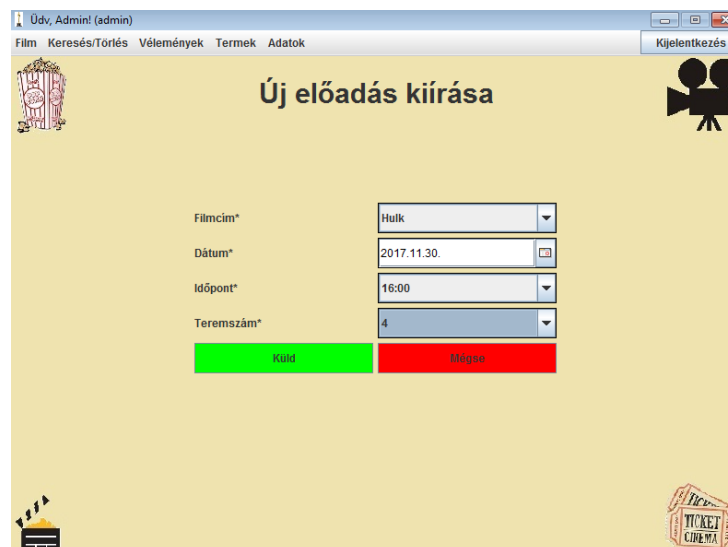 Üdv, Admin! (admin)
Film Keresés/Törlés Vélemények Termek Adatok Kijelentkezés
Új előadás kiírása
Filmcím* Hulk
Dátum* 2017.11.30.
Időpont* 16:00
Teremszám* 4
Küld Mégse
TICKET
CINEMA